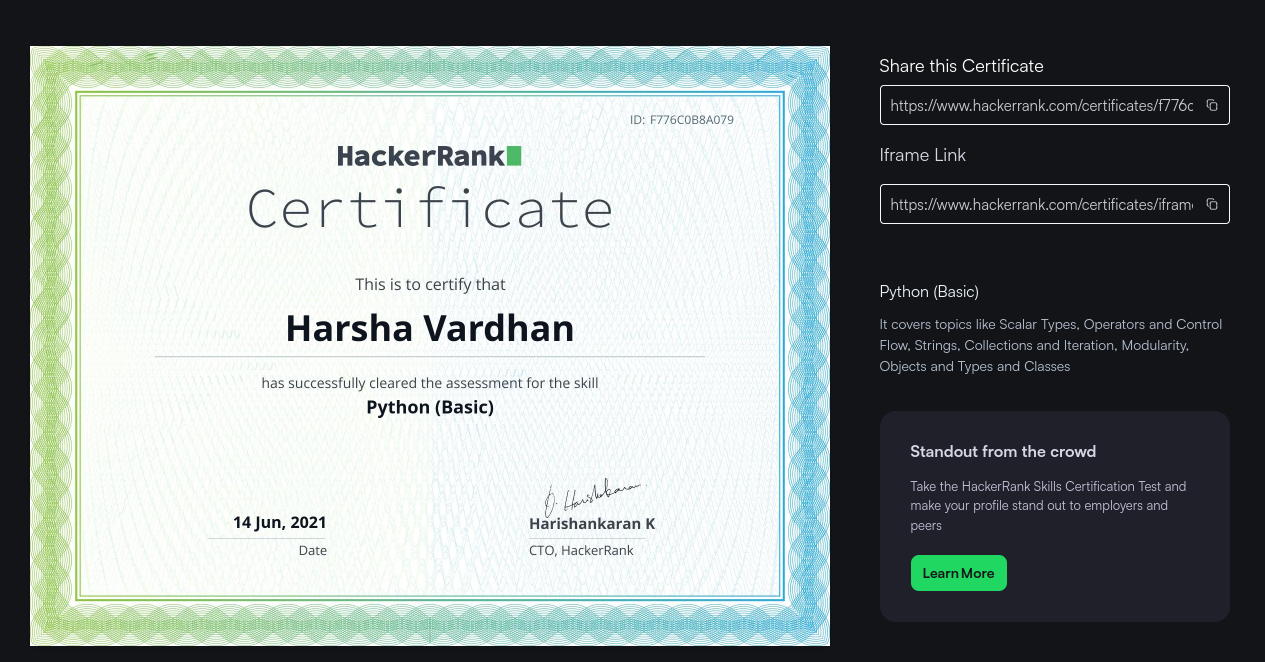 ID: F776C0B8A079
HackerRank
Certificate
This is to certify that
Harsha Vardhan
has successfully cleared the assessment for the skill
Python (Basic)
14 Jun, 2021
Date
Harishankaran K
CTO, HackerRank
Share this Certificate
https://www.hackerrank.com/certificates/f776c
Iframe Link
https://www.hackerrank.com/certificates/iframe
Python (Basic)
It covers topics like Scalar Types, Operators and Control
Flow, Strings, Collections and Iteration, Modularity,
Objects and Types and Classes
Standout from the crowd
Take the HackerRank Skills Certification Test and
make your profile stand out to employers and
peers
Learn More